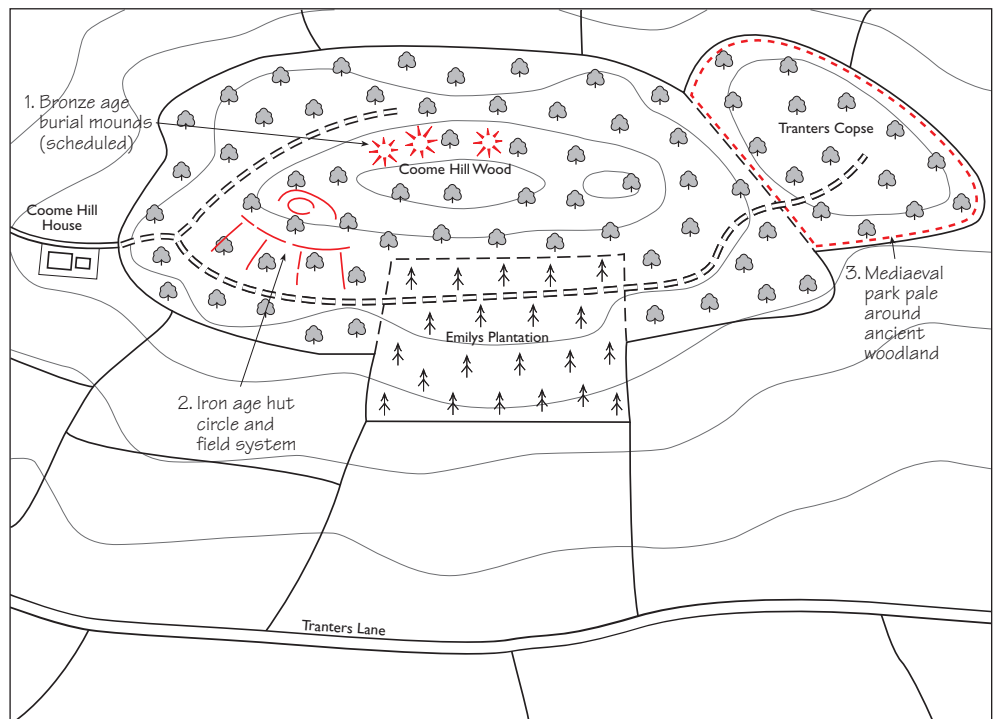 1. Bronze age
burial mounds
(scheduled)
Tranters Copse
Coome Hill Wood
Coome Hill
House
3. Mediaeval
park pale
around
ancient
woodland
Emilys Plantation
2. Iron age hut
circle and
field system
Tranters Lane